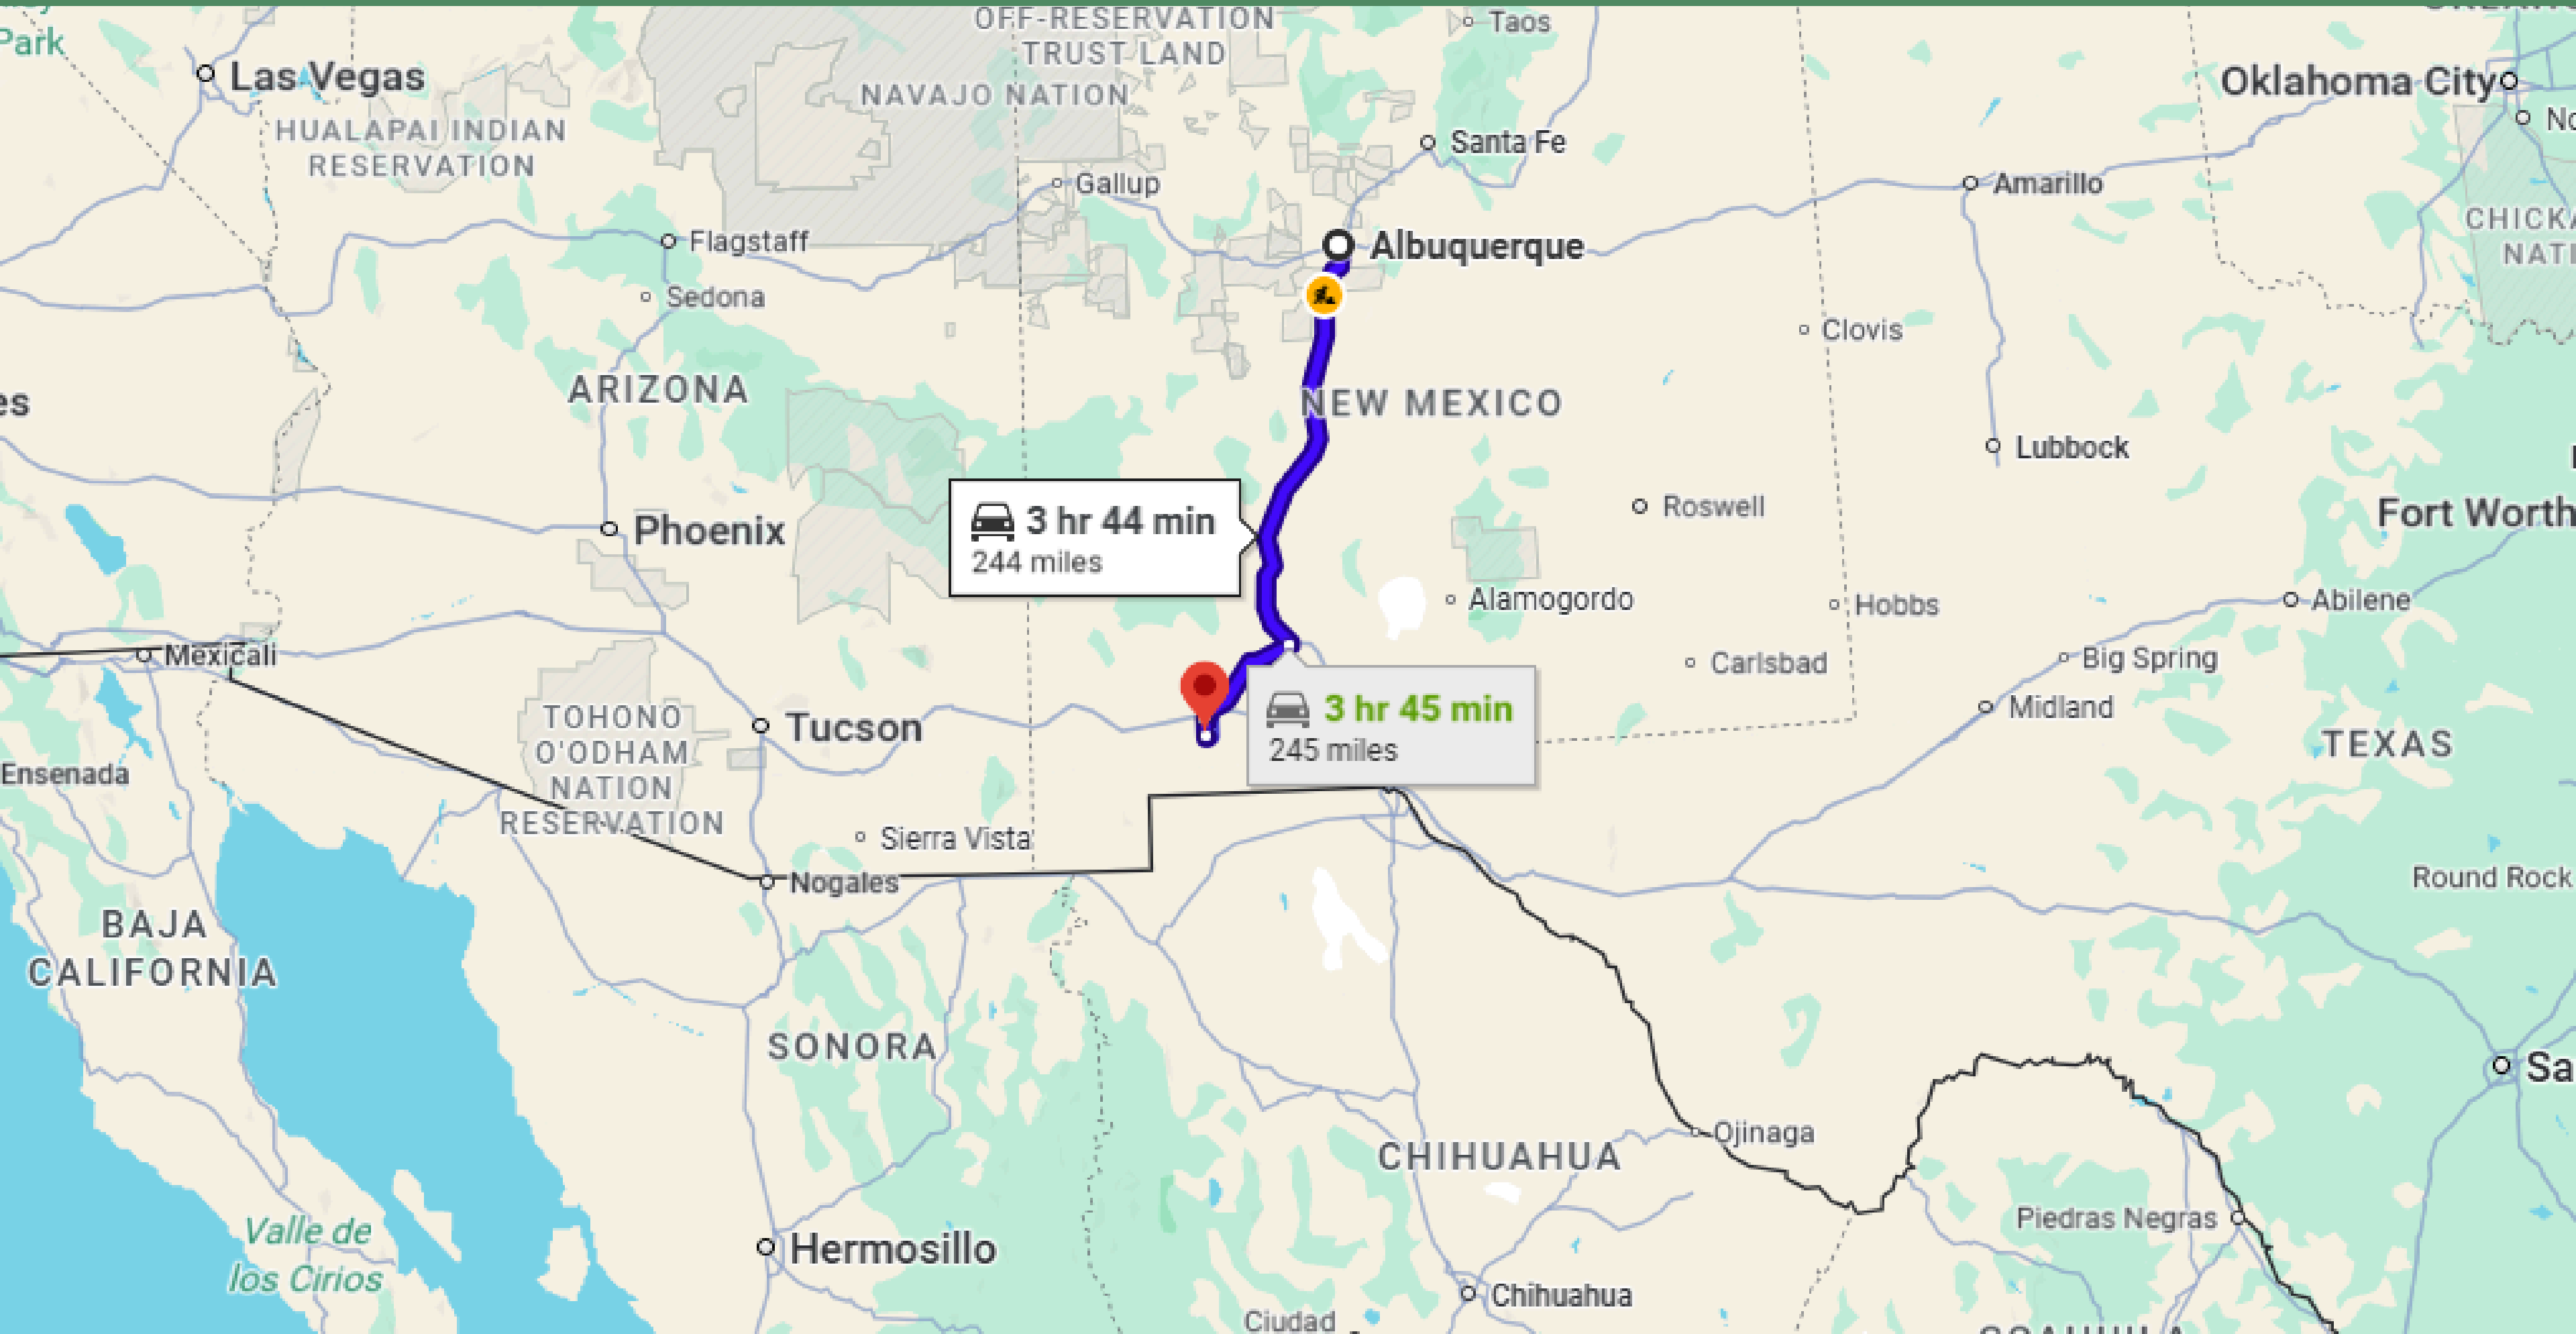 Park
Las Vegas
HUALAPAI INDIAN
RESERVATION
OFF-RESERVATION
TRUST LAND
NAVAJO NATION
Taos
Santa Fe
Gallup
Albuquerque
Oklahoma City
Amarillo
Flagstaff
Sedona
Clovis
ARIZONA
NEW MEXICO
Lubbock
Phoenix
3 hr 44 min
244 miles
Roswell
Fort Worth
Alamogordo
Hobbs
Abilene
Mexicali
Carlsbad
Big Spring
Midland
TOHONO
O'ODHAM
NATION
RESERVATION
Tucson
3 hr 45 min
245 miles
TEXAS
Ensenada
Sierra Vista
Nogales
Round Rock
BAJA
CALIFORNIA
SONORA
CHIHUAHUA
Ojinaga
Sa
Valle de
los Cirios
Hermosillo
Piedras Negras
Chihuahua
Ciudad